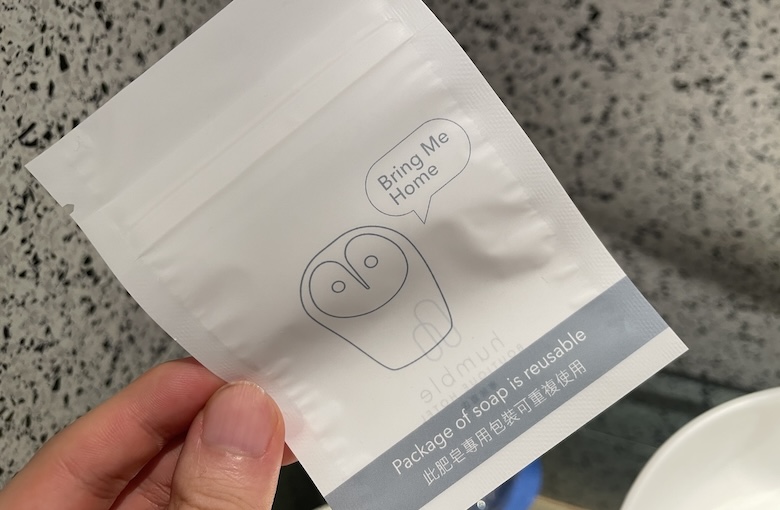 Bring Me
Home
humble
Package of soap is reusable
此肥皂專用包裝可重複使用